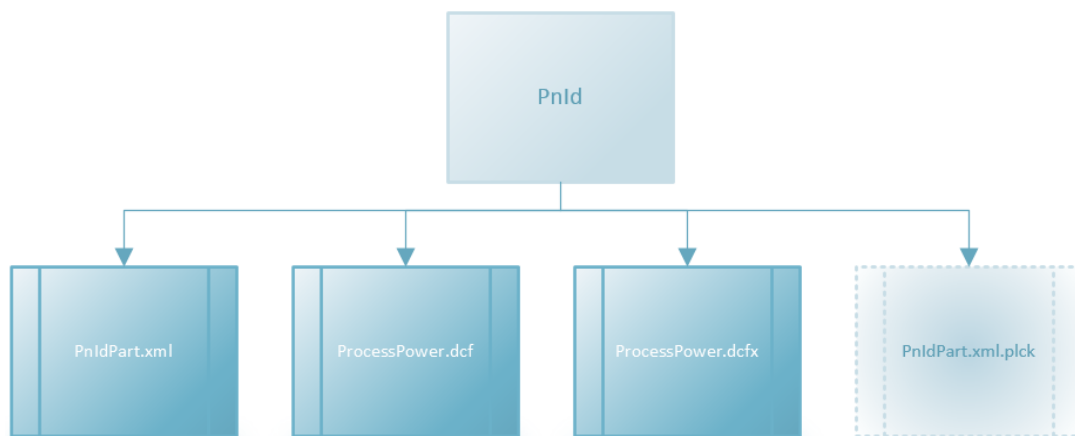 PnId
PnIdPart.xml
ProcessPower.dcf
ProcessPower.dcfx
PnIdPart.xml.plck